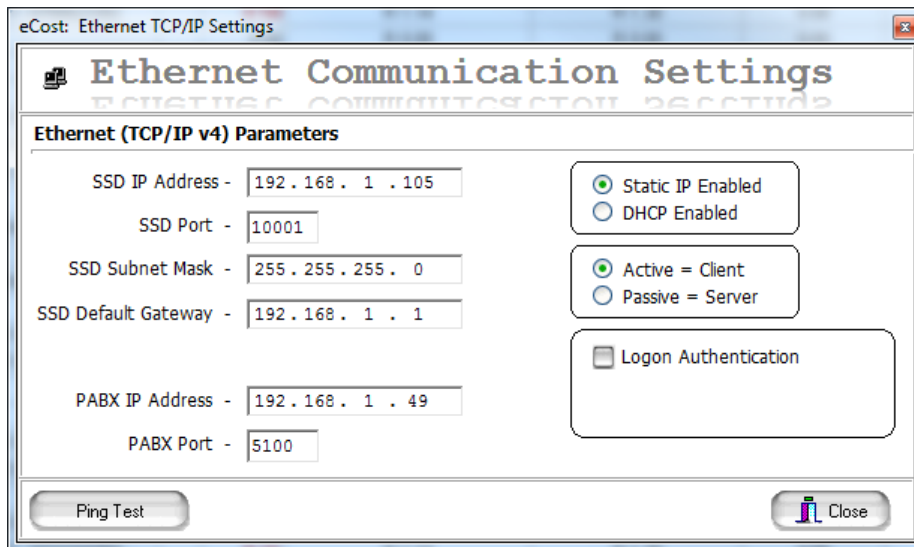 eCost: Ethernet TCP/IP Settings
Ethernet Communication Settings
Ethernet (TCP/IP v4) Parameters
SSD IP Address - 192.168. 1 .105
SSD Port - 10001
SSD Subnet Mask - 255.255.255. 0
SSD Default Gateway - 192.168. 1 . 1
PABX IP Address - 192.168. 1 . 49
PABX Port - 5100
Static IP Enabled
DHCP Enabled
Active = Client
Passive = Server
Logon Authentication
Ping Test
Close